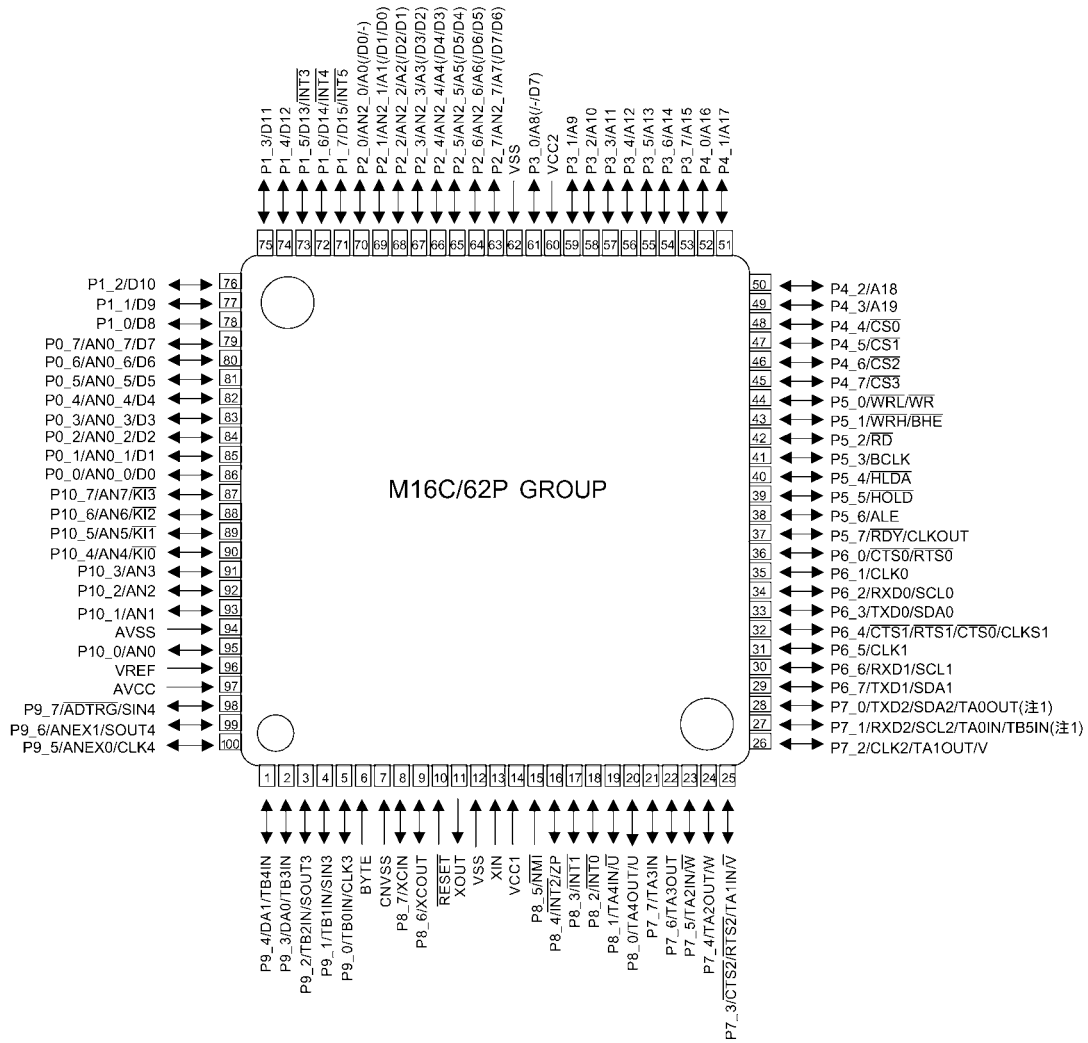 P1_3/D11
P1_4/D12
P1_5/D13/INT3
P1_6/D14/INT4
P1_7/D15/INT5
P2_0/AN2_0/A0(/D0/-)
P2_1/AN2_1/A1(/D1/D0)
P2_2/AN2_2/A2(/D2/D1)
P2_3/AN2_3/A3(/D3/D2)
P2_4/AN2_4/A4(/D4/D3)
P2_5/AN2_5/A5(/D5/D4)
P2_6/AN2_6/A6(/D6/D5)
P2_7/AN2_7/A7(/D7/D6)
VSS
P3_0/A8(/-/D7)
VCC2
P3_1/A9
P3_2/A10
P3_3/A11
P3_4/A12
P3_5/A13
P3_6/A14
P3_7/A15
P4_0/A16
P4_1/A17
75 74 73 72 71 70 69 68 67 66 65 64 63 62 61 60 59 58 57 56 55 54 53 52 51
P1_2/D10 76
P1_1/D9 77
P1_0/D8 78
P0_7/AN0_7/D7 79
P0_6/AN0_6/D6 80
P0_5/AN0_5/D5 81
P0_4/AN0_4/D4 82
P0_3/AN0_3/D3 83
P0_2/AN0_2/D2 84
P0_1/AN0_1/D1 85
P0_0/AN0_0/D0 86
P10_7/AN7/KI3 87
P10_6/AN6/KI2 88
P10_5/AN5/KI1 89
P10_4/AN4/KI0 90
P10_3/AN3 91
P10_2/AN2 92
P10_1/AN1 93
AVSS 94
P10_0/AN0 95
VREF 96
AVCC 97
P9_7/ADTRG/SIN4 98
P9_6/ANEX1/SOUT4 99
P9_5/ANEX0/CLK4 100
M16C/62P GROUP
50 P4_2/A18
49 P4_3/A19
48 P4_4/CS0
47 P4_5/CS1
46 P4_6/CS2
45 P4_7/CS3
44 P5_0/WRL/WR
43 P5_1/WRH/BHE
42 P5_2/RD
41 P5_3/BCLK
40 P5_4/HLDA
39 P5_5/HOLD
38 P5_6/ALE
37 P5_7/RDY/CLKOUT
36 P6_0/CTS0/RTS0
35 P6_1/CLK0
34 P6_2/RXD0/SCL0
33 P6_3/TXD0/SDA0
32 P6_4/CTS1/RTS1/CTS0/CLKS1
31 P6_5/CLK1
30 P6_6/RXD1/SCL1
29 P6_7/TXD1/SDA1
28 P7_0/TXD2/SDA2/TA0OUT(注1)
27 P7_1/RXD2/SCL2/TA0IN/TB5IN(注1)
26 P7_2/CLK2/TA1OUT/V
1 2 3 4 5 6 7 8 9 10 11 12 13 14 15 16 17 18 19 20 21 22 23 24 25
P9_4/DA1/TB4IN
P9_3/DA0/TB3IN
P9_2/TB2IN/SOUT3
P9_1/TB1IN/SIN3
P9_0/TB0IN/CLK3
BYTE
CNVSS
P8_7/XCIN
P8_6/XCOUT
RESET
XOUT
VSS
XIN
VCC1
P8_5/NMI
P8_4/INT2/ZP
P8_3/INT1
P8_2/INT0
P8_1/TA4IN/U
P8_0/TA4OUT/U
P7_7/TA3IN
P7_6/TA3OUT
P7_5/TA2IN/W
P7_4/TA2OUT/W
P7_3/CTS2/RTS2/TA1IN/V